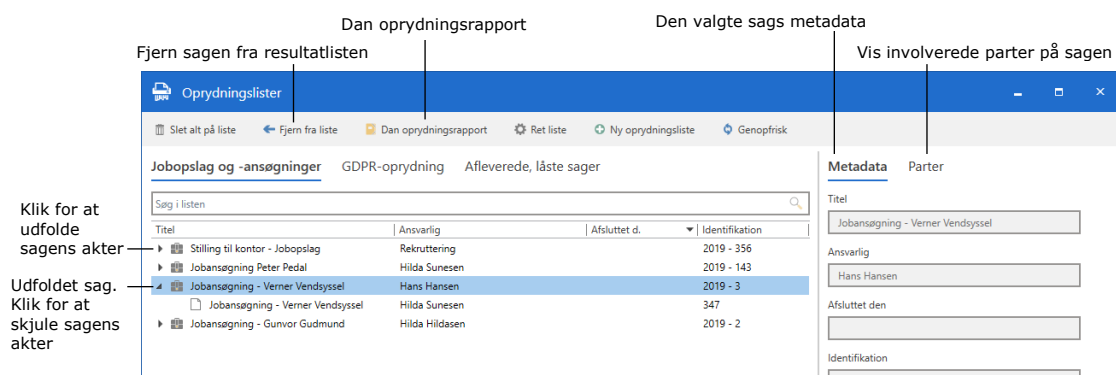 Dan oprydningsrapport
Den valgte sags metadata
Fjern sagen fra resultatlisten
Vis involverede parter på sagen
Oprydningslister
Slet alt på liste Fjern fra liste Dan oprydningsrapport Ret liste Ny oprydningsliste Genopfrisk
Jobopslag og -ansøgninger GDPR-oprydning Afleverede, låste sager
Metadata Parter
Søg i listen
Titel Ansvarlig Afsluttet d. Identifikation
Stilling til kontor - Jobopslag Rekruttering 2019 - 356
Jobansøgning Peter Pedal Hilda Sunesen 2019 - 143
Jobansøgning - Verner Vendsyssel Hans Hansen 2019 - 3
Jobansøgning - Verner Vendsyssel Hilda Sunesen 347
Jobansøgning - Gunvor Gudmund Hilda Hildasen 2019 - 2
Titel
Jobansøgning - Verner Vendsyssel
Ansvarlig
Hans Hansen
Afsluttet den
Identifikation
Klik for at
udfolde
sagens akter
Udfoldet sag.
Klik for at
skjule sagens
akter